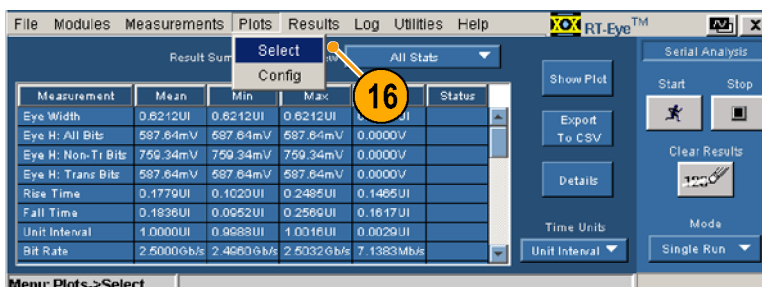 File Modules Measurements Plots Results Log Utilities Help RT-Eye™ X
Select
Config
Result All Stats
16
Serial Analysis
Show Plot Start Stop
Measurement Mean Min Max Status
Eye Width 0.6212UI 0.6212UI 0.6212UI
Eye H: All Bits 587.64mV 587.64mV 587.64mV 0.0000V
Eye H: Non-Tr Bits 759.34mV 759.34mV 759.34mV 0.0000V
Eye H: Trans Bits 587.64mV 587.64mV 587.64mV 0.0000V
Rise Time 0.1779UI 0.1020UI 0.2485UI 0.1465UI
Fall Time 0.1836UI 0.0952UI 0.2569UI 0.1617UI
Unit Interval 1.0000UI 0.9988UI 1.0016UI 0.0029UI
Bit Rate 2.5000Gb/s 2.4960Gb/s 2.5032Gb/s 7.1383Mb/s
Export
To CSV
Details
Time Units
Unit Interval
Clear Results
Mode
Single Run
Menu: Plots->Select